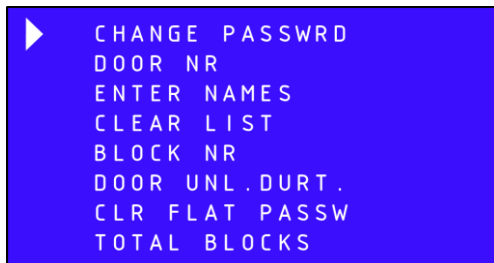 CHANGE PASSWRD
DOOR NR
ENTER NAMES
CLEAR LIST
BLOCK NR
DOOR UNL.DURT.
CLR FLAT PASSW
TOTAL BLOCKS